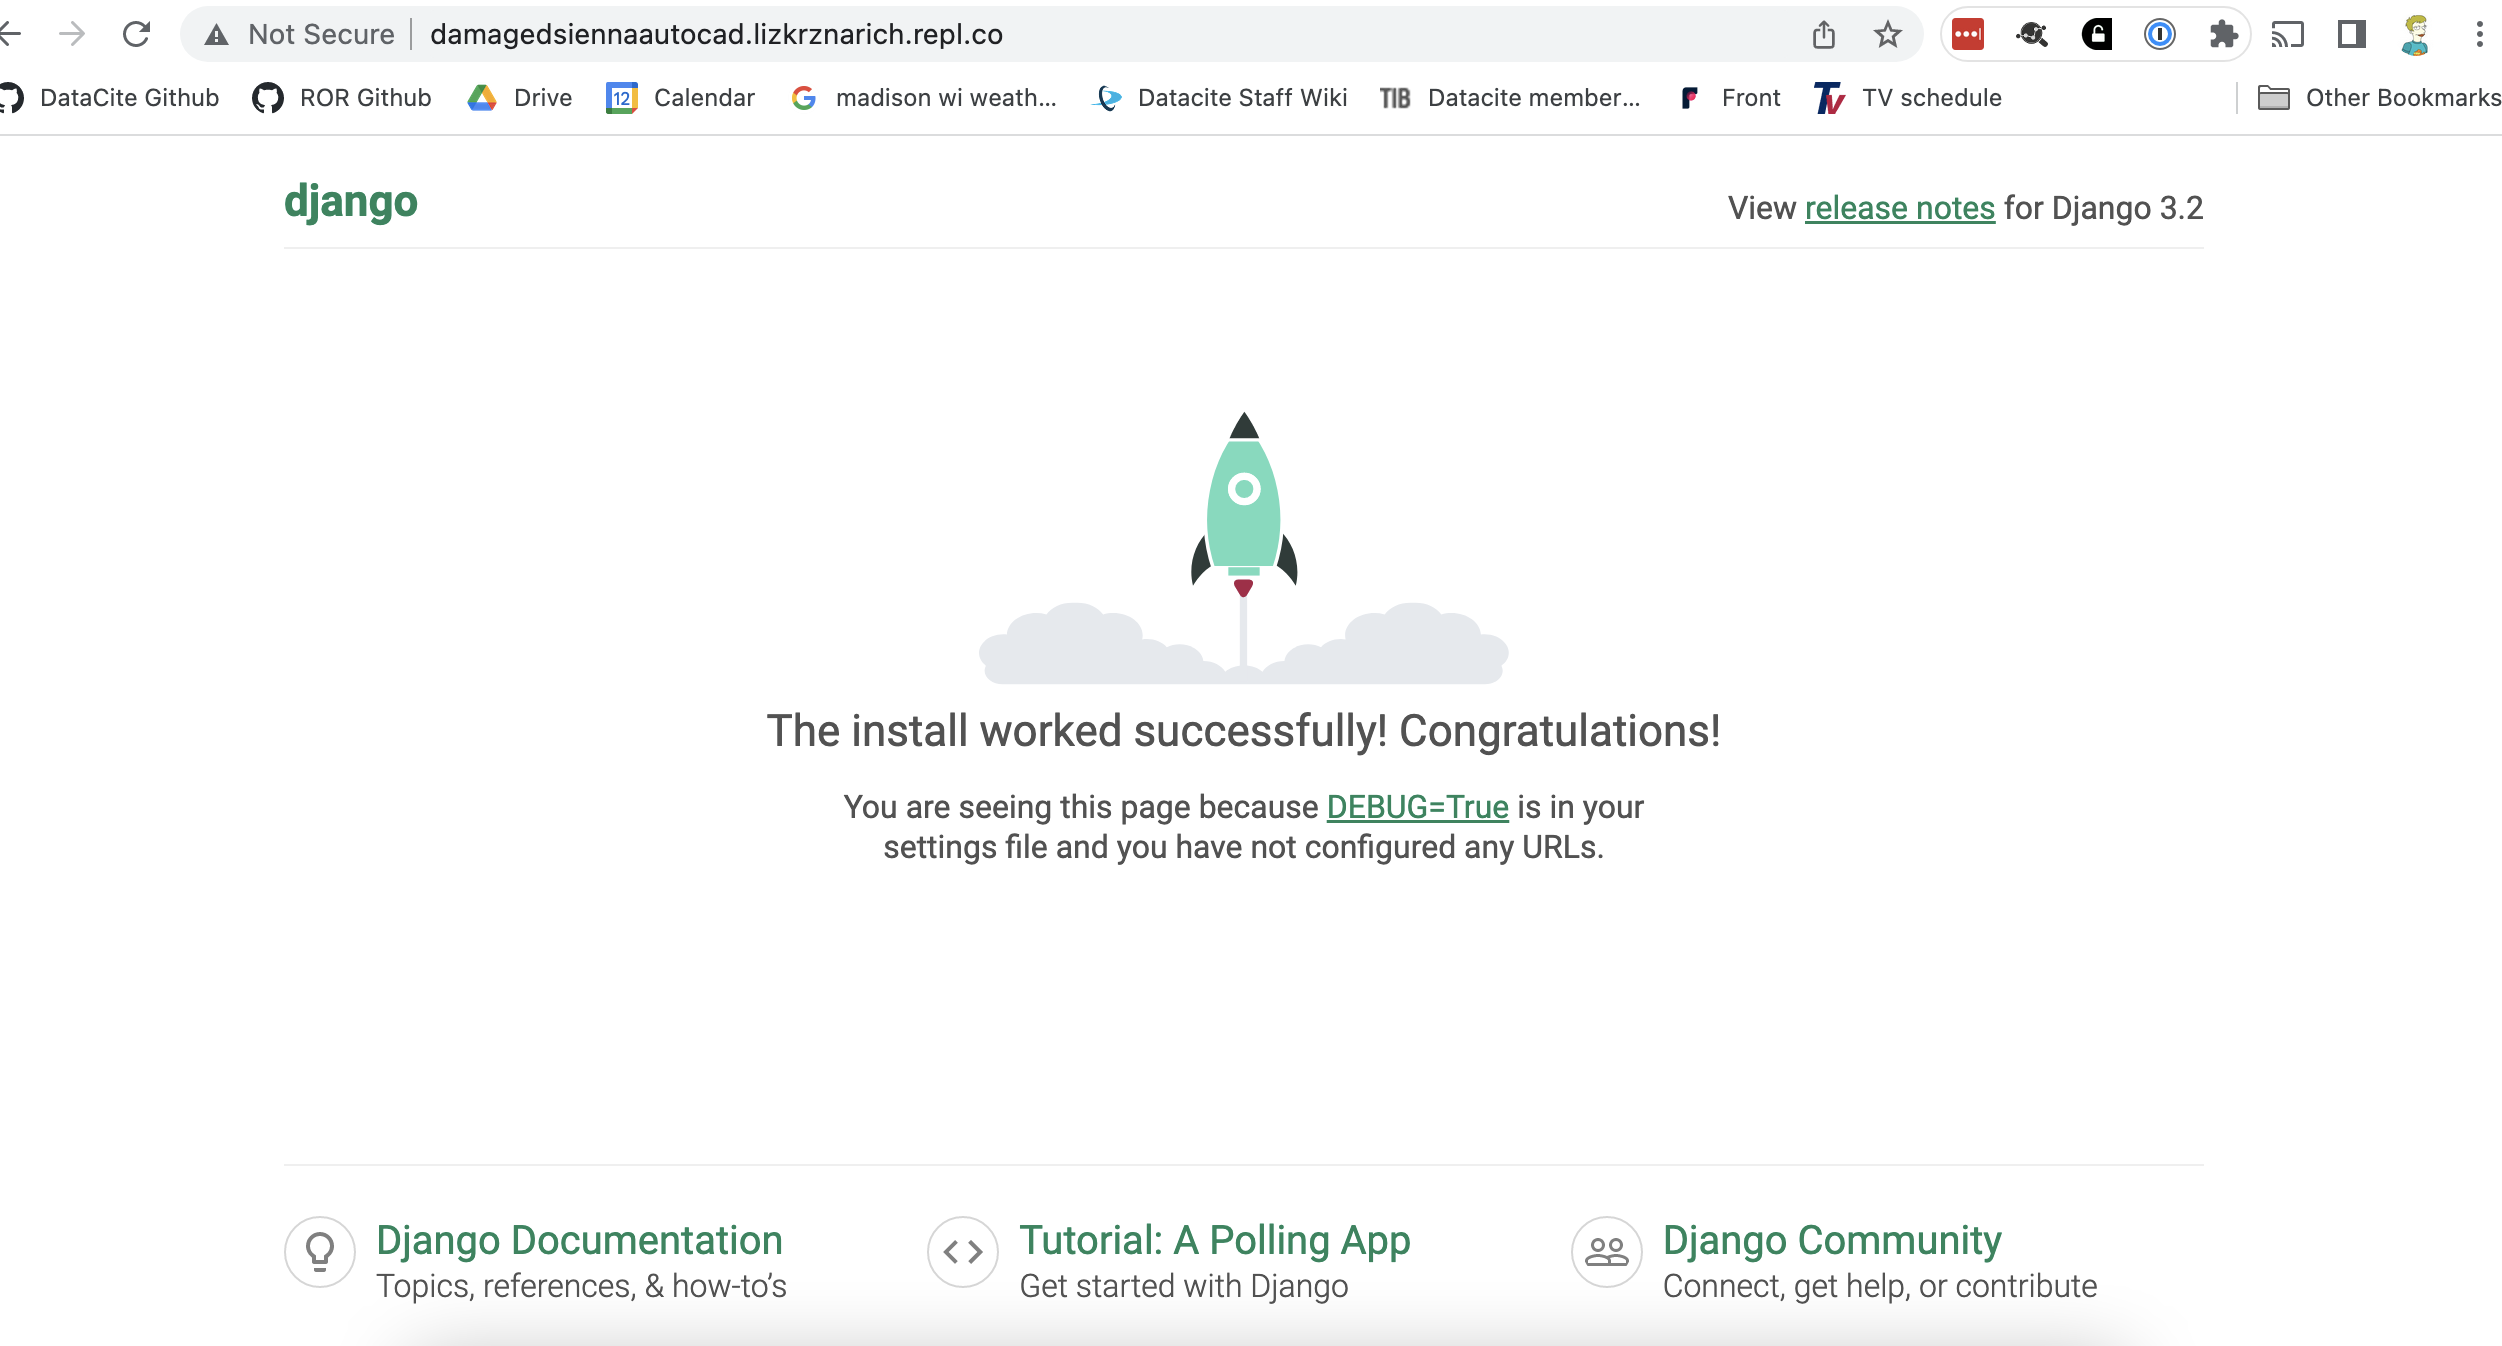 Not Secure damagedsiennaautocad.lizkrznarich.repl.co
DataCite Github ROR Github 12 Drive Calendar madison wi weath... Datacite Staff Wiki TIB Datacite member... Front TV TV schedule Other Bookmarks
django
View release notes for Django 3.2
The install worked successfully! Congratulations!
You are seeing this page because DEBUG=True is in your
settings file and you have not configured any URLs.
Django Documentation
Topics, references, & how-to’s
Tutorial: A Polling App
Get started with Django
Django Community
Connect, get help, or contribute